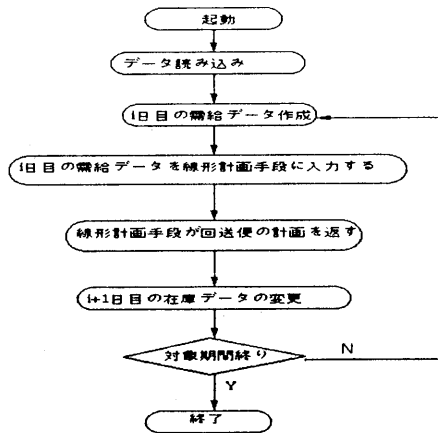 起動
データ読み込み
i日目の需給データ作成
i日目の需給データを線形計画手段に入力する
線形計画手段が回送便の計画を返す
i+1日目の在庫データの変更
対象期間終り
N
Y
終了